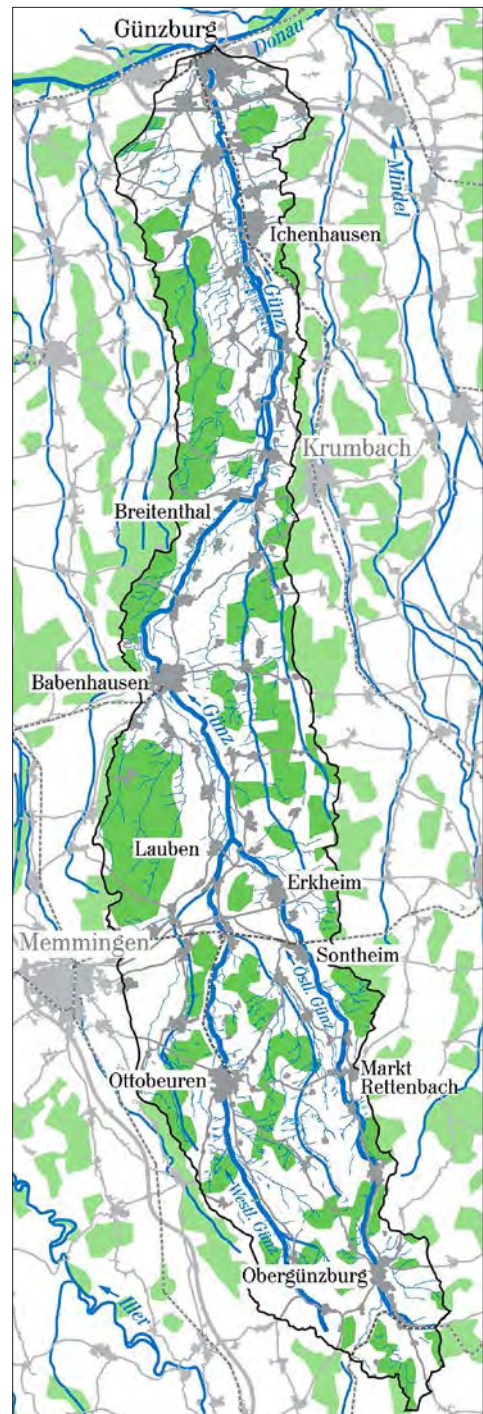 Günzburg
Donau
Mindel
Ichenhausen
Günz
Krumbach
Breitenthal
Babenhausen
Günz
Lauben
Erkheim
Memmingen
Sontheim
Östl. Günz
Ottobeuren
Markt
Rettenbach
Westl. Günz
Obergünzburg
Iller